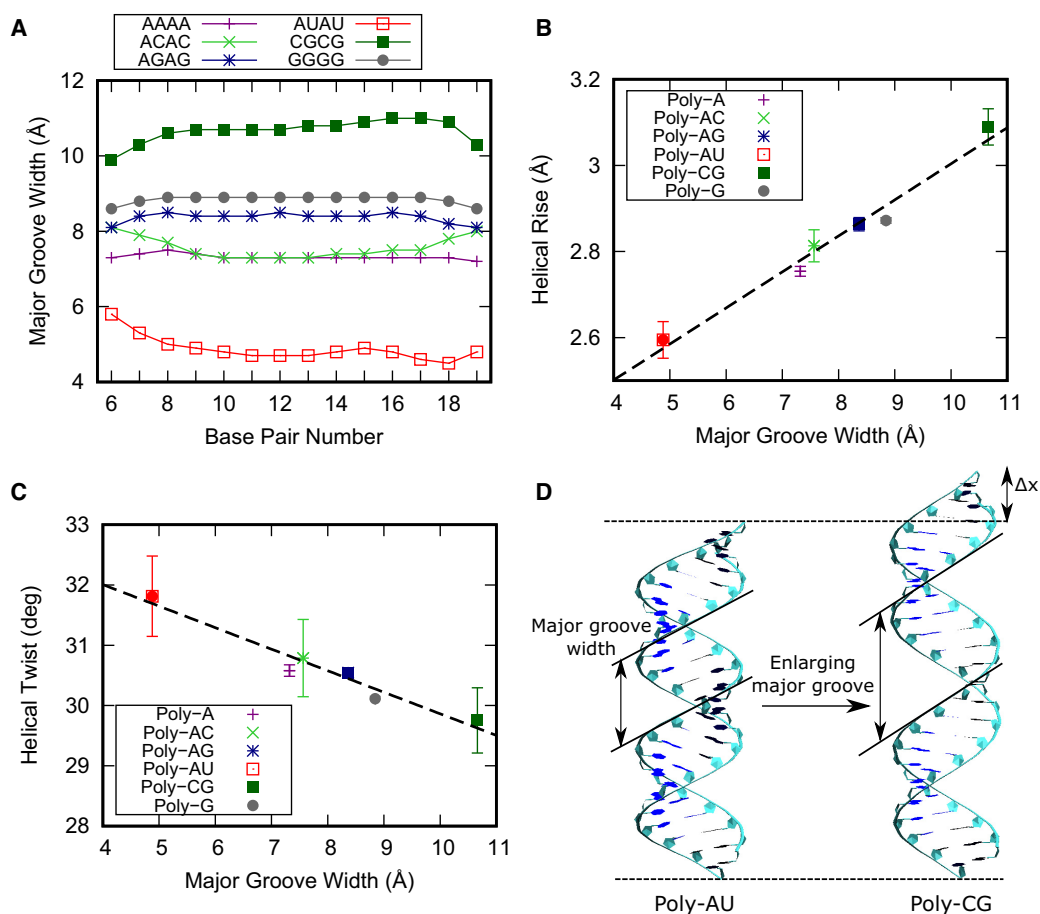 A
AAAA
ACAC
AGAG
AUAU
CGCG
GGGG
Major Groove Width (Å)
12
10
8
6
4
6 8 10 12 14 16 18
Base Pair Number
B
Poly−A
Poly−AC
Poly−AG
Poly−AU
Poly−CG
Poly−G
Helical Rise (Å)
3.2
3
2.8
2.6
4 5 6 7 8 9 10 11
Major Groove Width (Å)
C
Helical Twist (deg)
33
32
31
30
29
28
Poly−A
Poly−AC
Poly−AG
Poly−AU
Poly−CG
Poly−G
4 5 6 7 8 9 10 11
Major Groove Width (Å)
D
Δx
Major groove
width
Enlarging
major groove
Poly-AU
Poly-CG